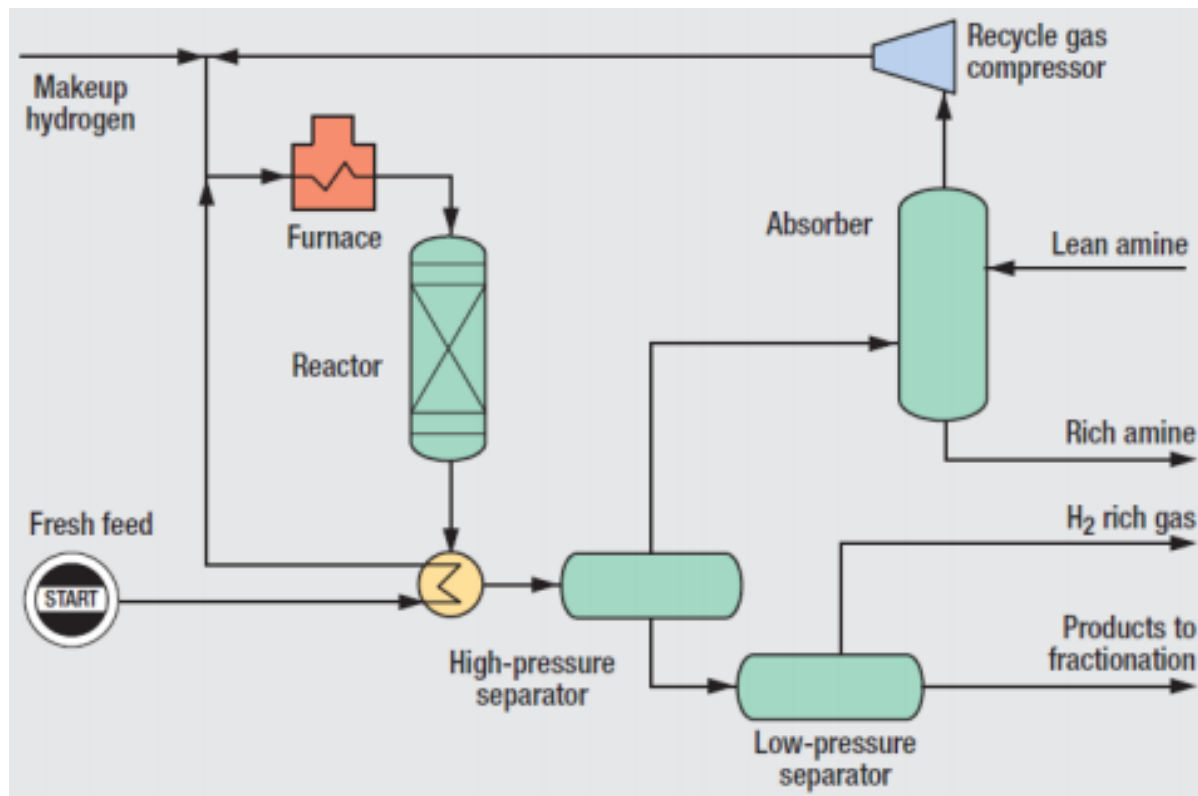 Recycle gas
compressor
Makeup
hydrogen
Furnace
Absorber
Lean amine
Reactor
Rich amine
Fresh feed
START
H₂ rich gas
High-pressure
separator
Products to
fractionation
Low-pressure
separator